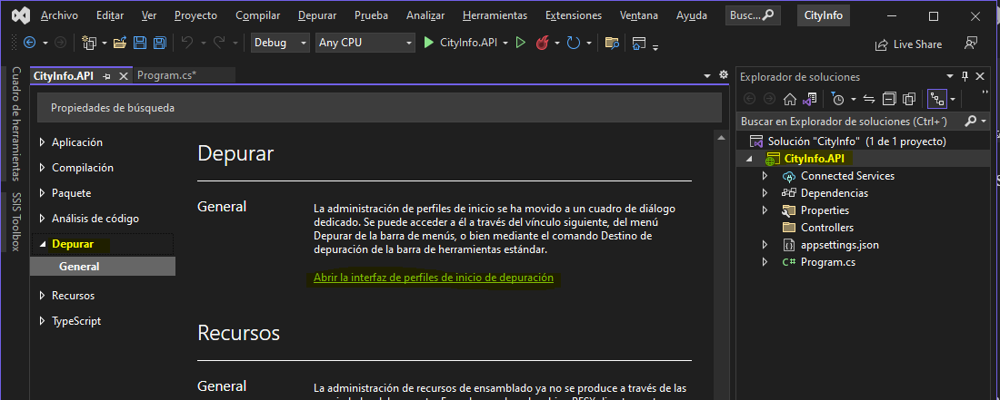 Archivo Editar Ver Proyecto Compilar Depurar Prueba Analizar Herramientas Extensiones Ventana Ayuda Busc... CityInfo
Debug Any CPU CityInfo.API Live Share
Cuadro de herramientas
SSIS Toolbox
CityInfo.API Program.cs*
Propiedades de búsqueda
Aplicación
Compilación
Paquete
Análisis de código
Depurar
General
Recursos
TypeScript
Depurar
General
La administración de perfiles de inicio se ha movido a un cuadro de diálogo
dedicado. Se puede acceder a él a través del vínculo siguiente, del menú
Depurar de la barra de menús, o bien mediante el comando Destino de
depuración de la barra de herramientas estándar.
Abrir la interfaz de perfiles de inicio de depuración
Recursos
General
La administración de recursos de ensamblado ya no se produce a través de las
Explorador de soluciones
Buscar en Explorador de soluciones (Ctrl+´)
Solución "CityInfo" (1 de 1 proyecto)
CityInfo.API
Connected Services
Dependencias
Properties
Controllers
appsettings.json
C# Program.cs